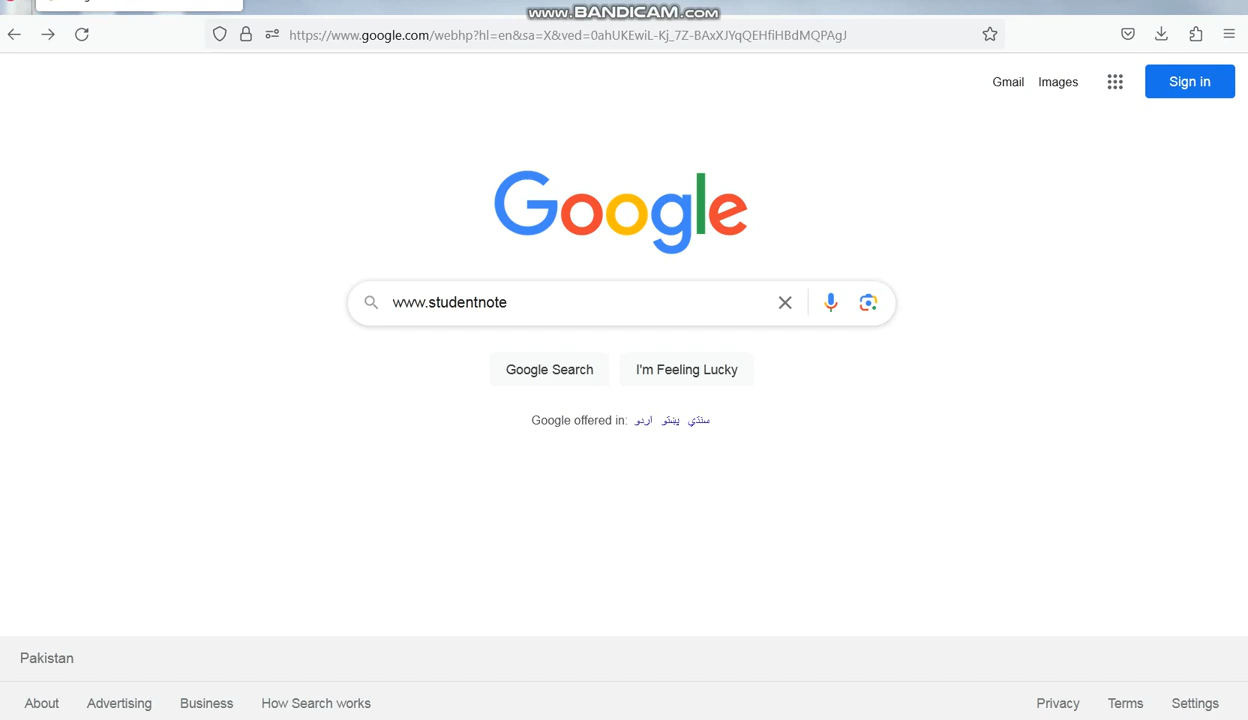 www.BANDICAM.com
https://www.google.com/webhp?hl=en&sa=X&ved=0ahUKEwiL-Kj_7Z-BAxXJYqQEHfiHBdMQPAgJ
Gmail Images Sign in
Google
www.studentnote
Google Search I'm Feeling Lucky
Google offered in: اردو پښتو سنڌي
Pakistan
About Advertising Business How Search works Privacy Terms Settings